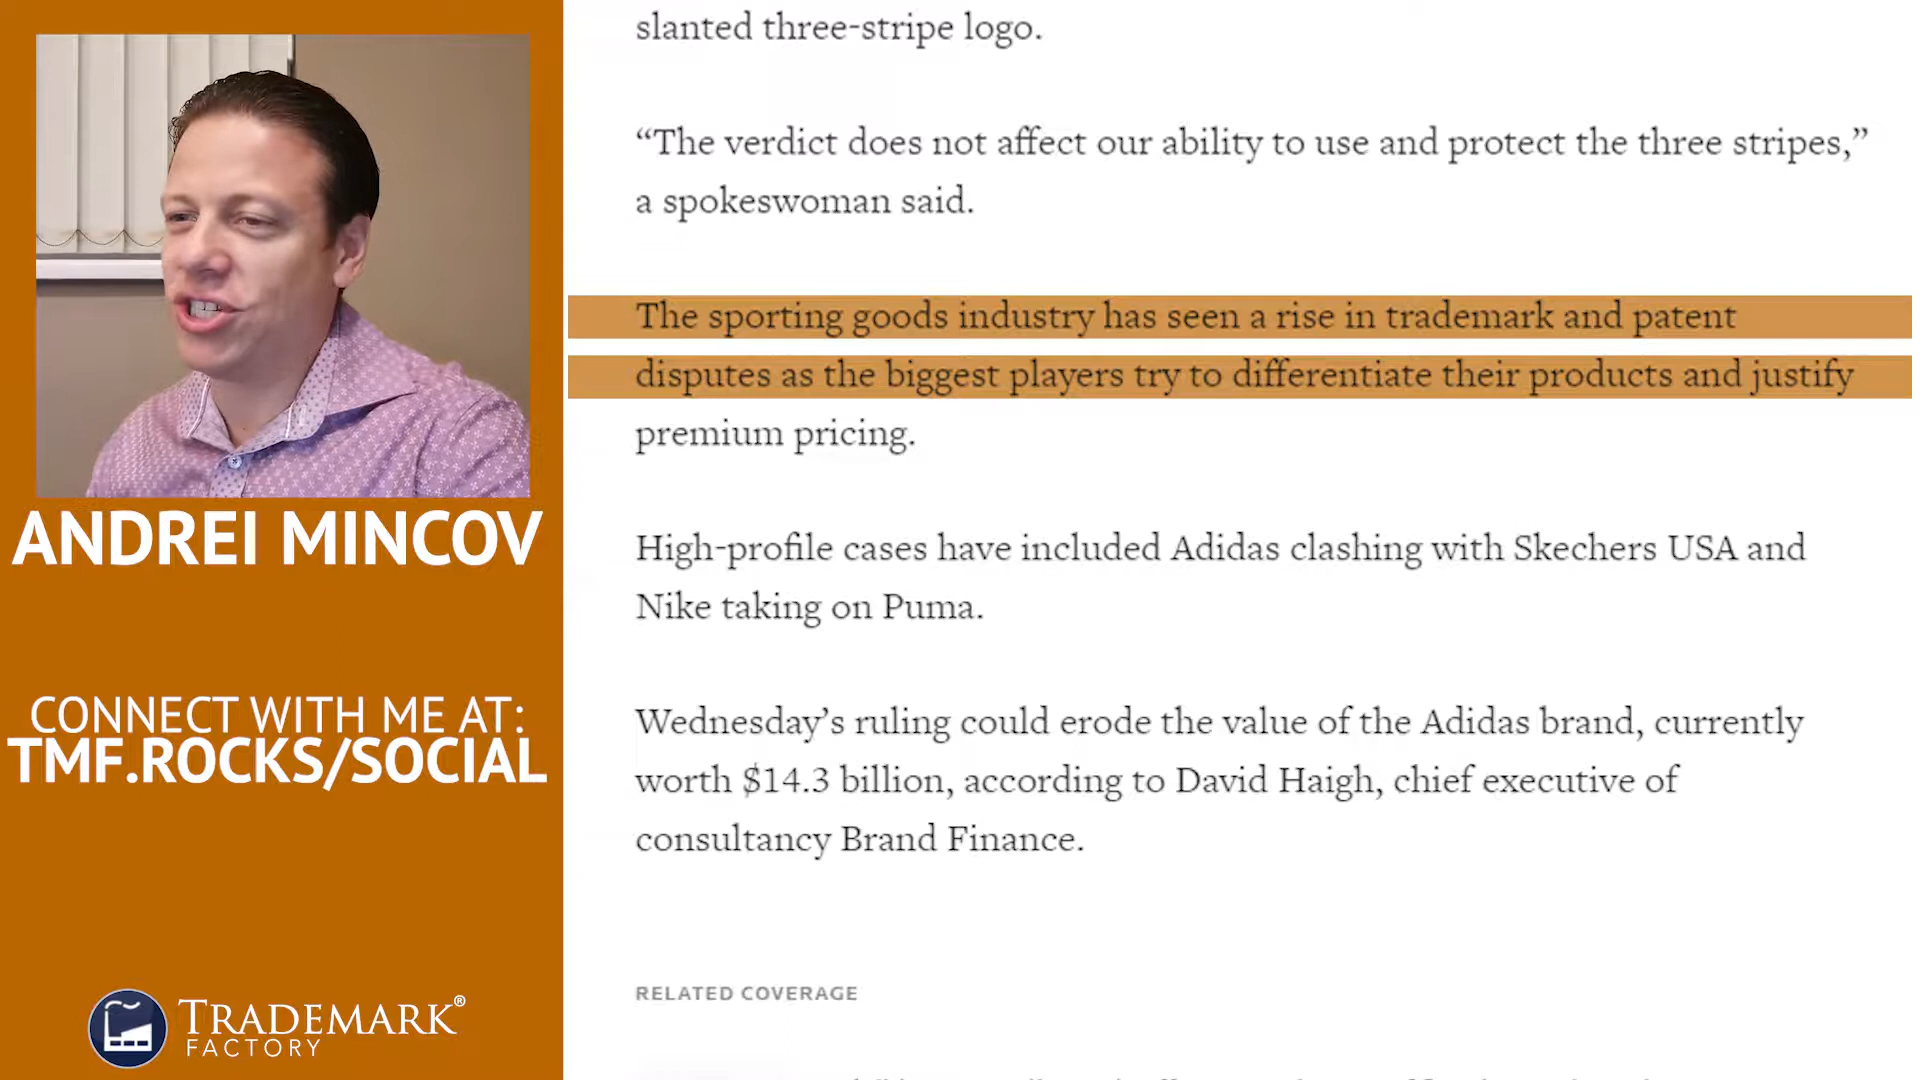 slanted three-stripe logo.
“The verdict does not affect our ability to use and protect the three stripes,”
a spokeswoman said.
The sporting goods industry has seen a rise in trademark and patent
disputes as the biggest players try to differentiate their products and justify
premium pricing.
High-profile cases have included Adidas clashing with Skechers USA and
Nike taking on Puma.
Wednesday’s ruling could erode the value of the Adidas brand, currently
worth $14.3 billion, according to David Haigh, chief executive of
consultancy Brand Finance.
RELATED COVERAGE
ANDREI MINCOV
CONNECT WITH ME AT:
TMF.ROCKS/SOCIAL
TRADEMARK®
FACTORY